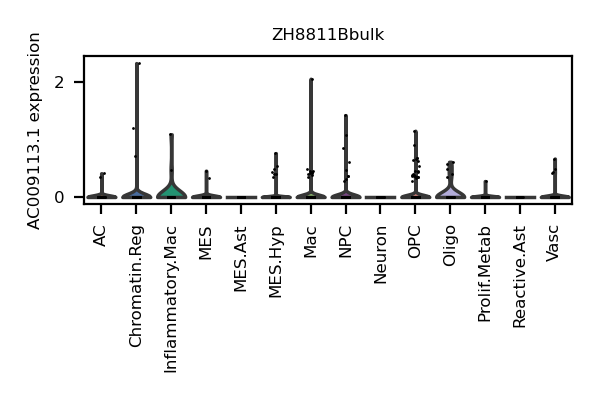 ZH8811Bbulk
AC009113.1 expression
2
0
AC
Chromatin.Reg
Inflammatory.Mac
MES
MES.Ast
MES.Hyp
Mac
NPC
Neuron
OPC
Oligo
Prolif.Metab
Reactive.Ast
Vasc